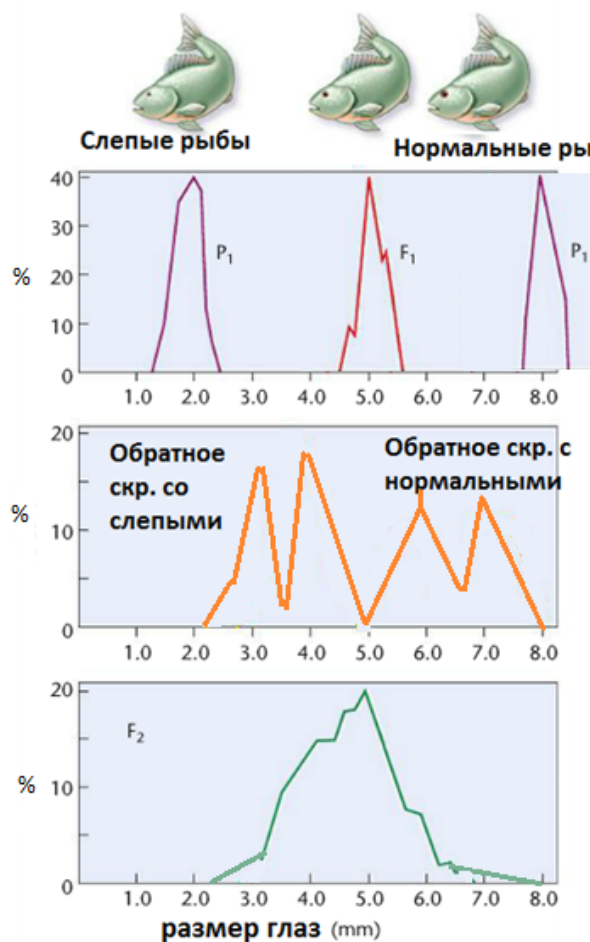 Слепые рыбы
Нормальные ры
40
30
%
20
10
0
P1
F1
P1
1.0 2.0 3.0 4.0 5.0 6.0 7.0 8.0
20
%
10
0
Обратное
скр. со
слепыми
Обратное скр. с
нормальными
1.0 2.0 3.0 4.0 5.0 6.0 7.0 8.0
20
%
10
0
F2
1.0 2.0 3.0 4.0 5.0 6.0 7.0 8.0
размер глаз (mm)